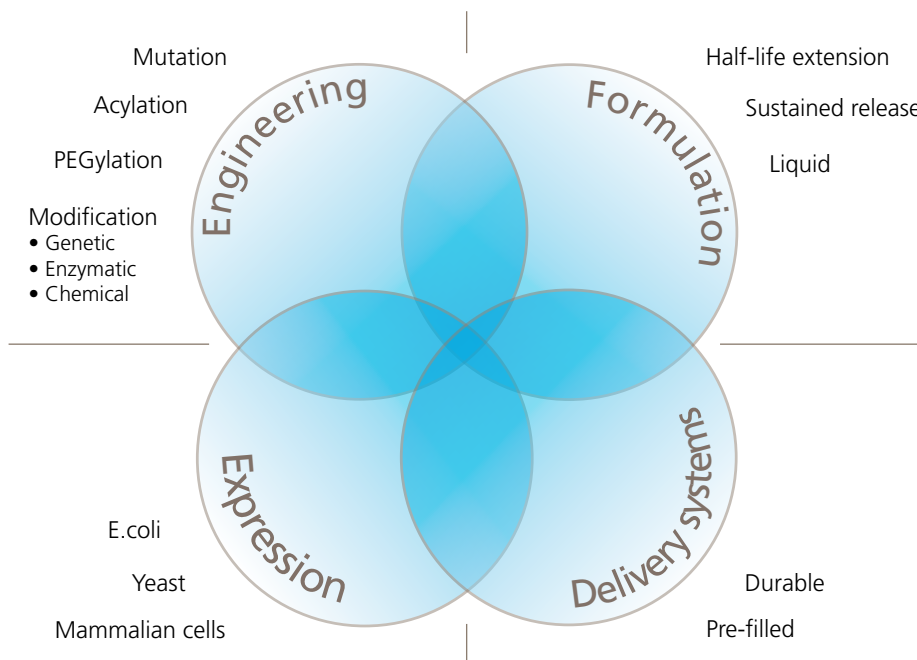 Mutation
Acylation
PEGylation
Modification
• Genetic
• Enzymatic
• Chemical
Engineering
Formulation
Half-life extension
Sustained release
Liquid
Expression
E.coli
Yeast
Mammalian cells
Delivery systems
Durable
Pre-filled